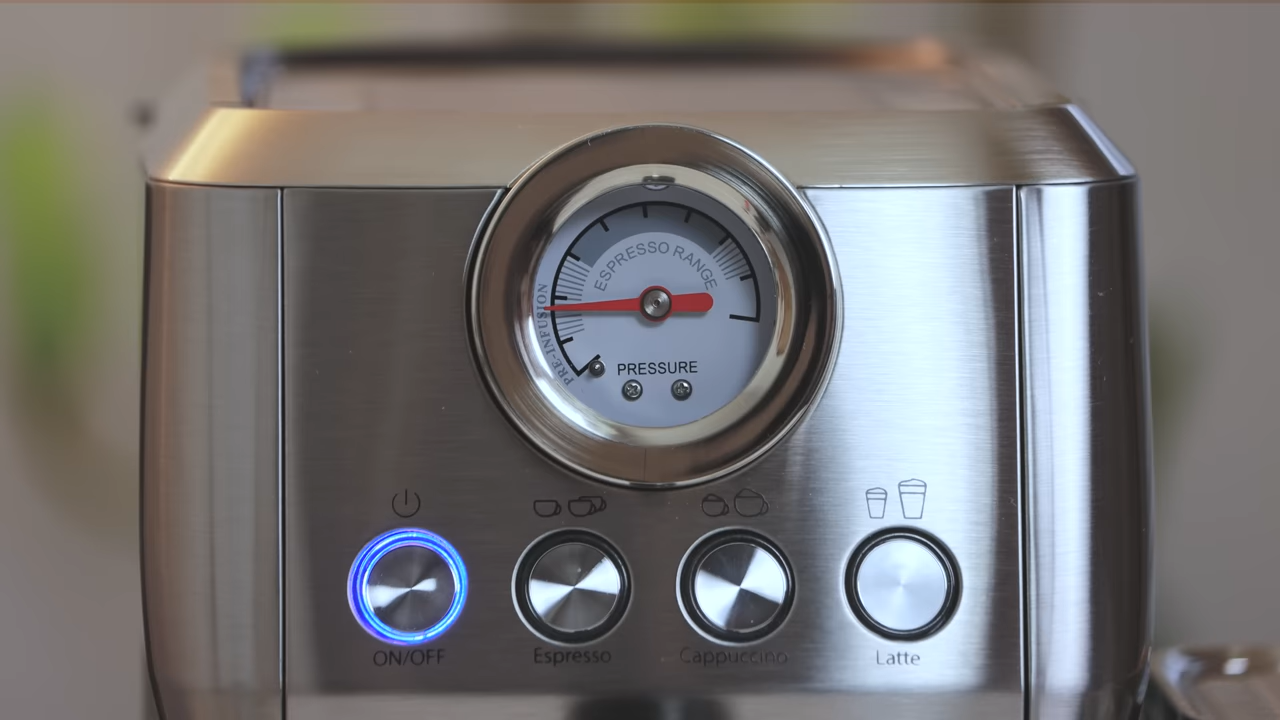 ESPRESSO RANGE
PRE-INFUSION
PRESSURE
ON/OFF
Espresso
Cappuccino
Latte